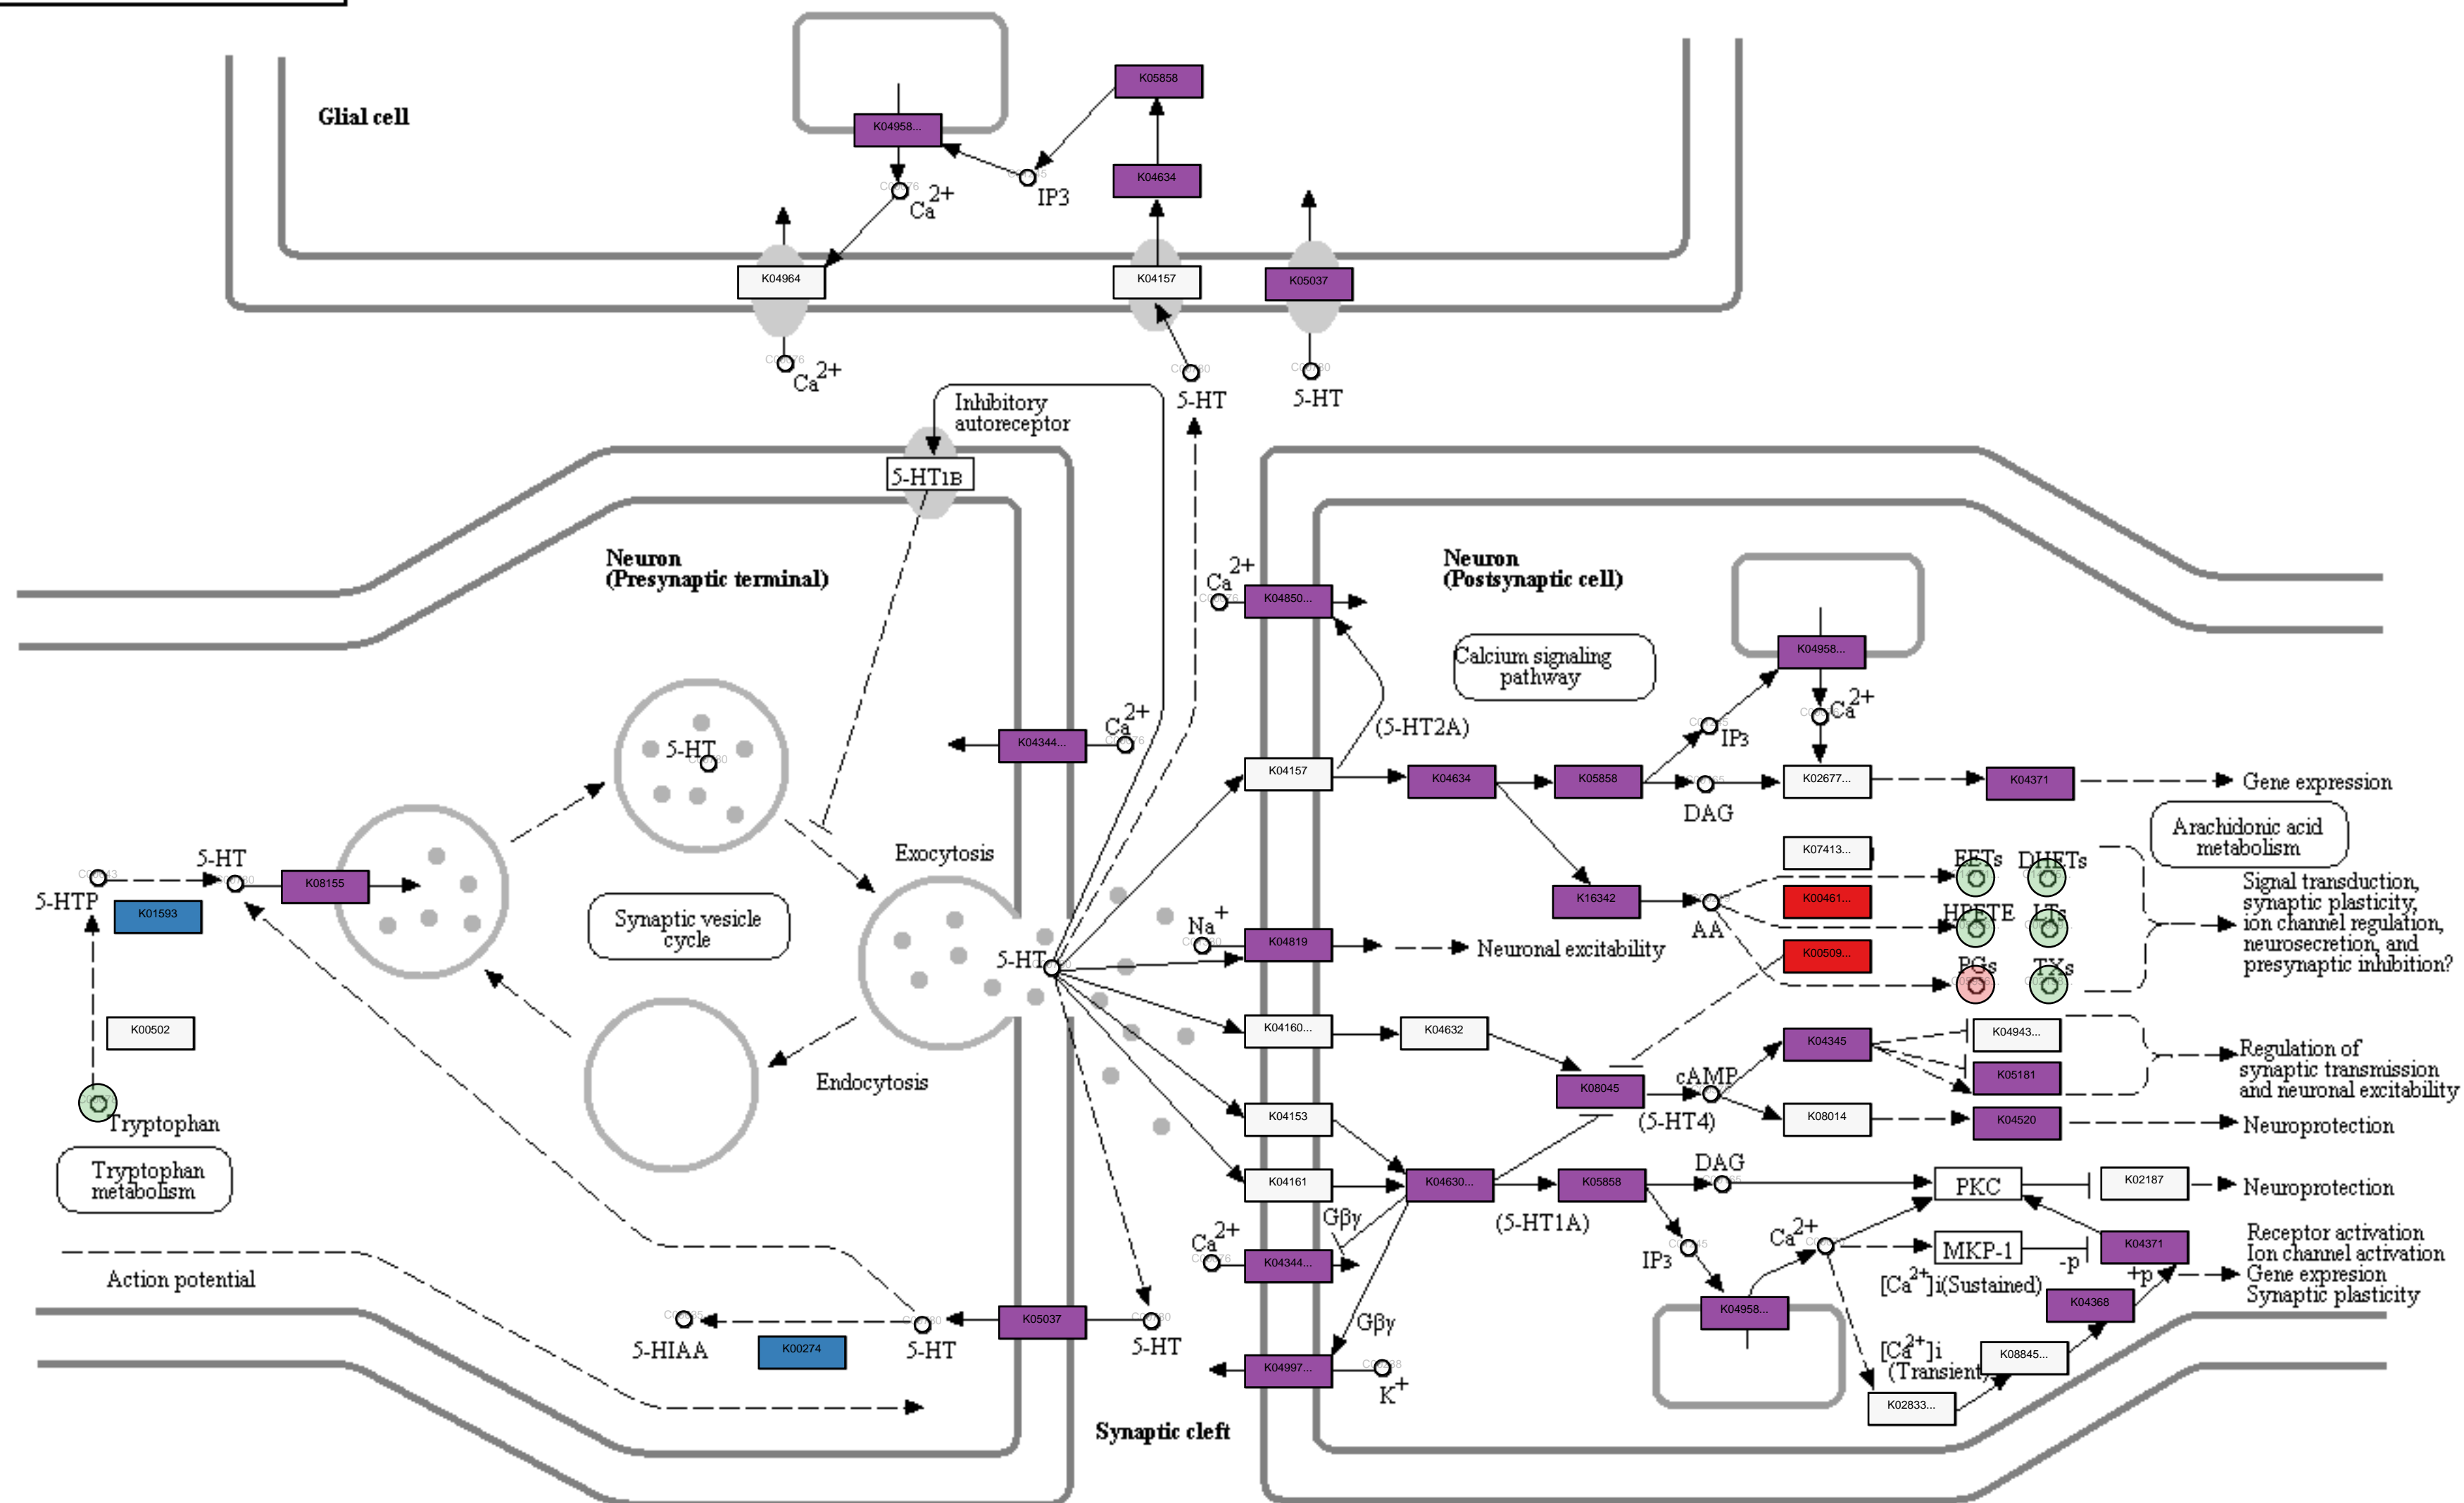 K05858
Glial cell
K04958...
K04634
IP3
Ca2+
K04964
K04157
K05037
Ca2+
5-HT
5-HT
Inhibitory
autoreceptor
5-HT1B
Neuron
(Presynaptic terminal)
Neuron
(Postsynaptic cell)
Ca2+
K04850...
Calcium signaling
pathway
K04958...
Ca2+
(5-HT2A)
IP3
Ca2+
K04344...
5-HT
K04157
K04634
K05858
DAG
K02677...
K04371
Gene expression
Arachidonic acid
metabolism
Exocytosis
K07413...
EETs
DHETs
5-HT
5-HTP
K08155
K01593
Synaptic vesicle
cycle
K16342
AA
K00461...
HPETE
LTs
Signal transduction,
synaptic plasticity,
ion channel regulation,
neurosecretion, and
presynaptic inhibition?
Na+
K04819
Neuronal excitability
K00509...
PGs
TXs
5-HT
K00502
K04160...
K04632
K04345
K04943...
K05181
Regulation of
synaptic transmission
and neuronal excitability
Endocytosis
K08045
cAMP
(5-HT4)
K08014
K04520
Neuroprotection
Tryptophan
K04153
Tryptophan
metabolism
K04161
K04630...
K05858
(5-HT1A)
DAG
PKC
K02187
Neuroprotection
Gβγ
Ca2+
K04344...
IP3
Ca2+
MKP-1
-p
K04371
+p
Receptor activation
Ion channel activation
Gene expresion
Synaptic plasticity
[Ca2+]i(Sustained)
K04368
Action potential
5-HIAA
K00274
5-HT
K05037
5-HT
Gβγ
K04958...
K04997...
K+
[Ca2+]i
(Transient)
K08845...
K02833...
Synaptic cleft